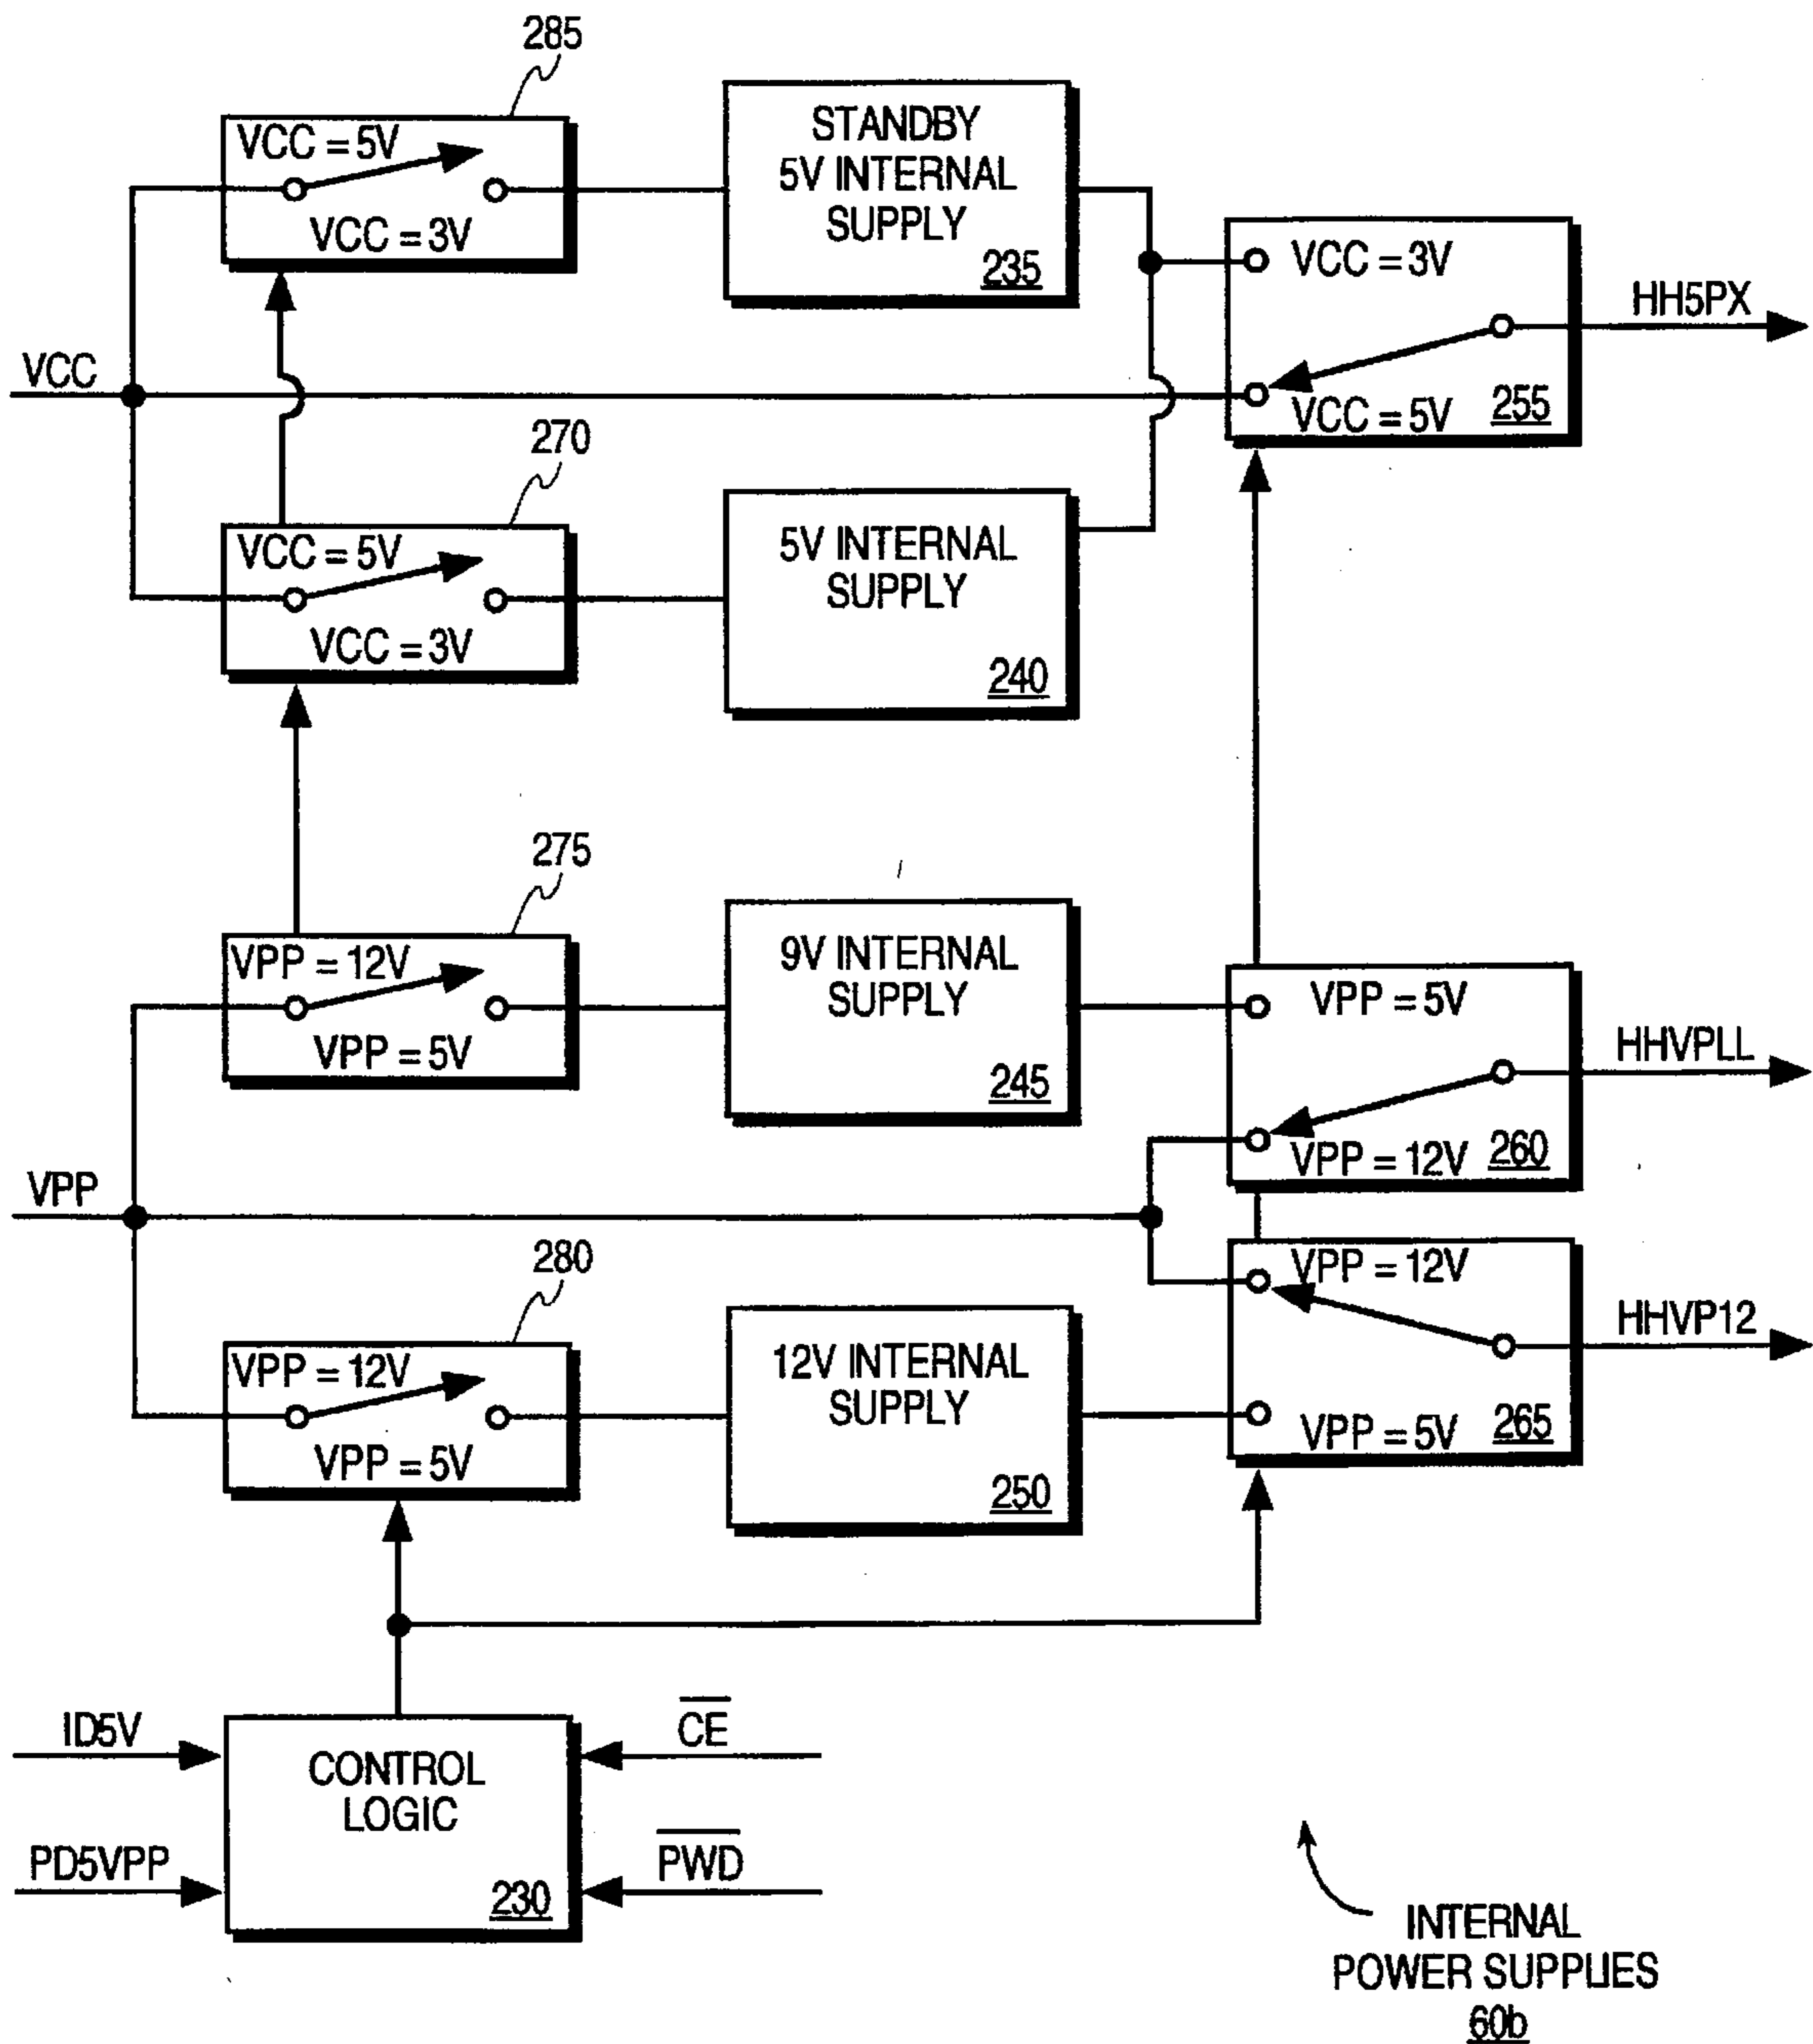 285
VCC = 5V
VCC = 3V
STANDBY
5V INTERNAL
SUPPLY
235
VCC = 3V
VCC = 5V
255
HH5PX
VCC
270
VCC = 5V
VCC = 3V
5V INTERNAL
SUPPLY
240
275
VPP = 12V
VPP = 5V
9V INTERNAL
SUPPLY
245
VPP = 5V
VPP = 12V
260
HHVPLL
VPP
280
VPP = 12V
VPP = 5V
12V INTERNAL
SUPPLY
250
VPP = 12V
VPP = 5V
265
HHVP12
ID5V
PD5VPP
CONTROL
LOGIC
230
CE
PWD
INTERNAL
POWER SUPPLIES
60b